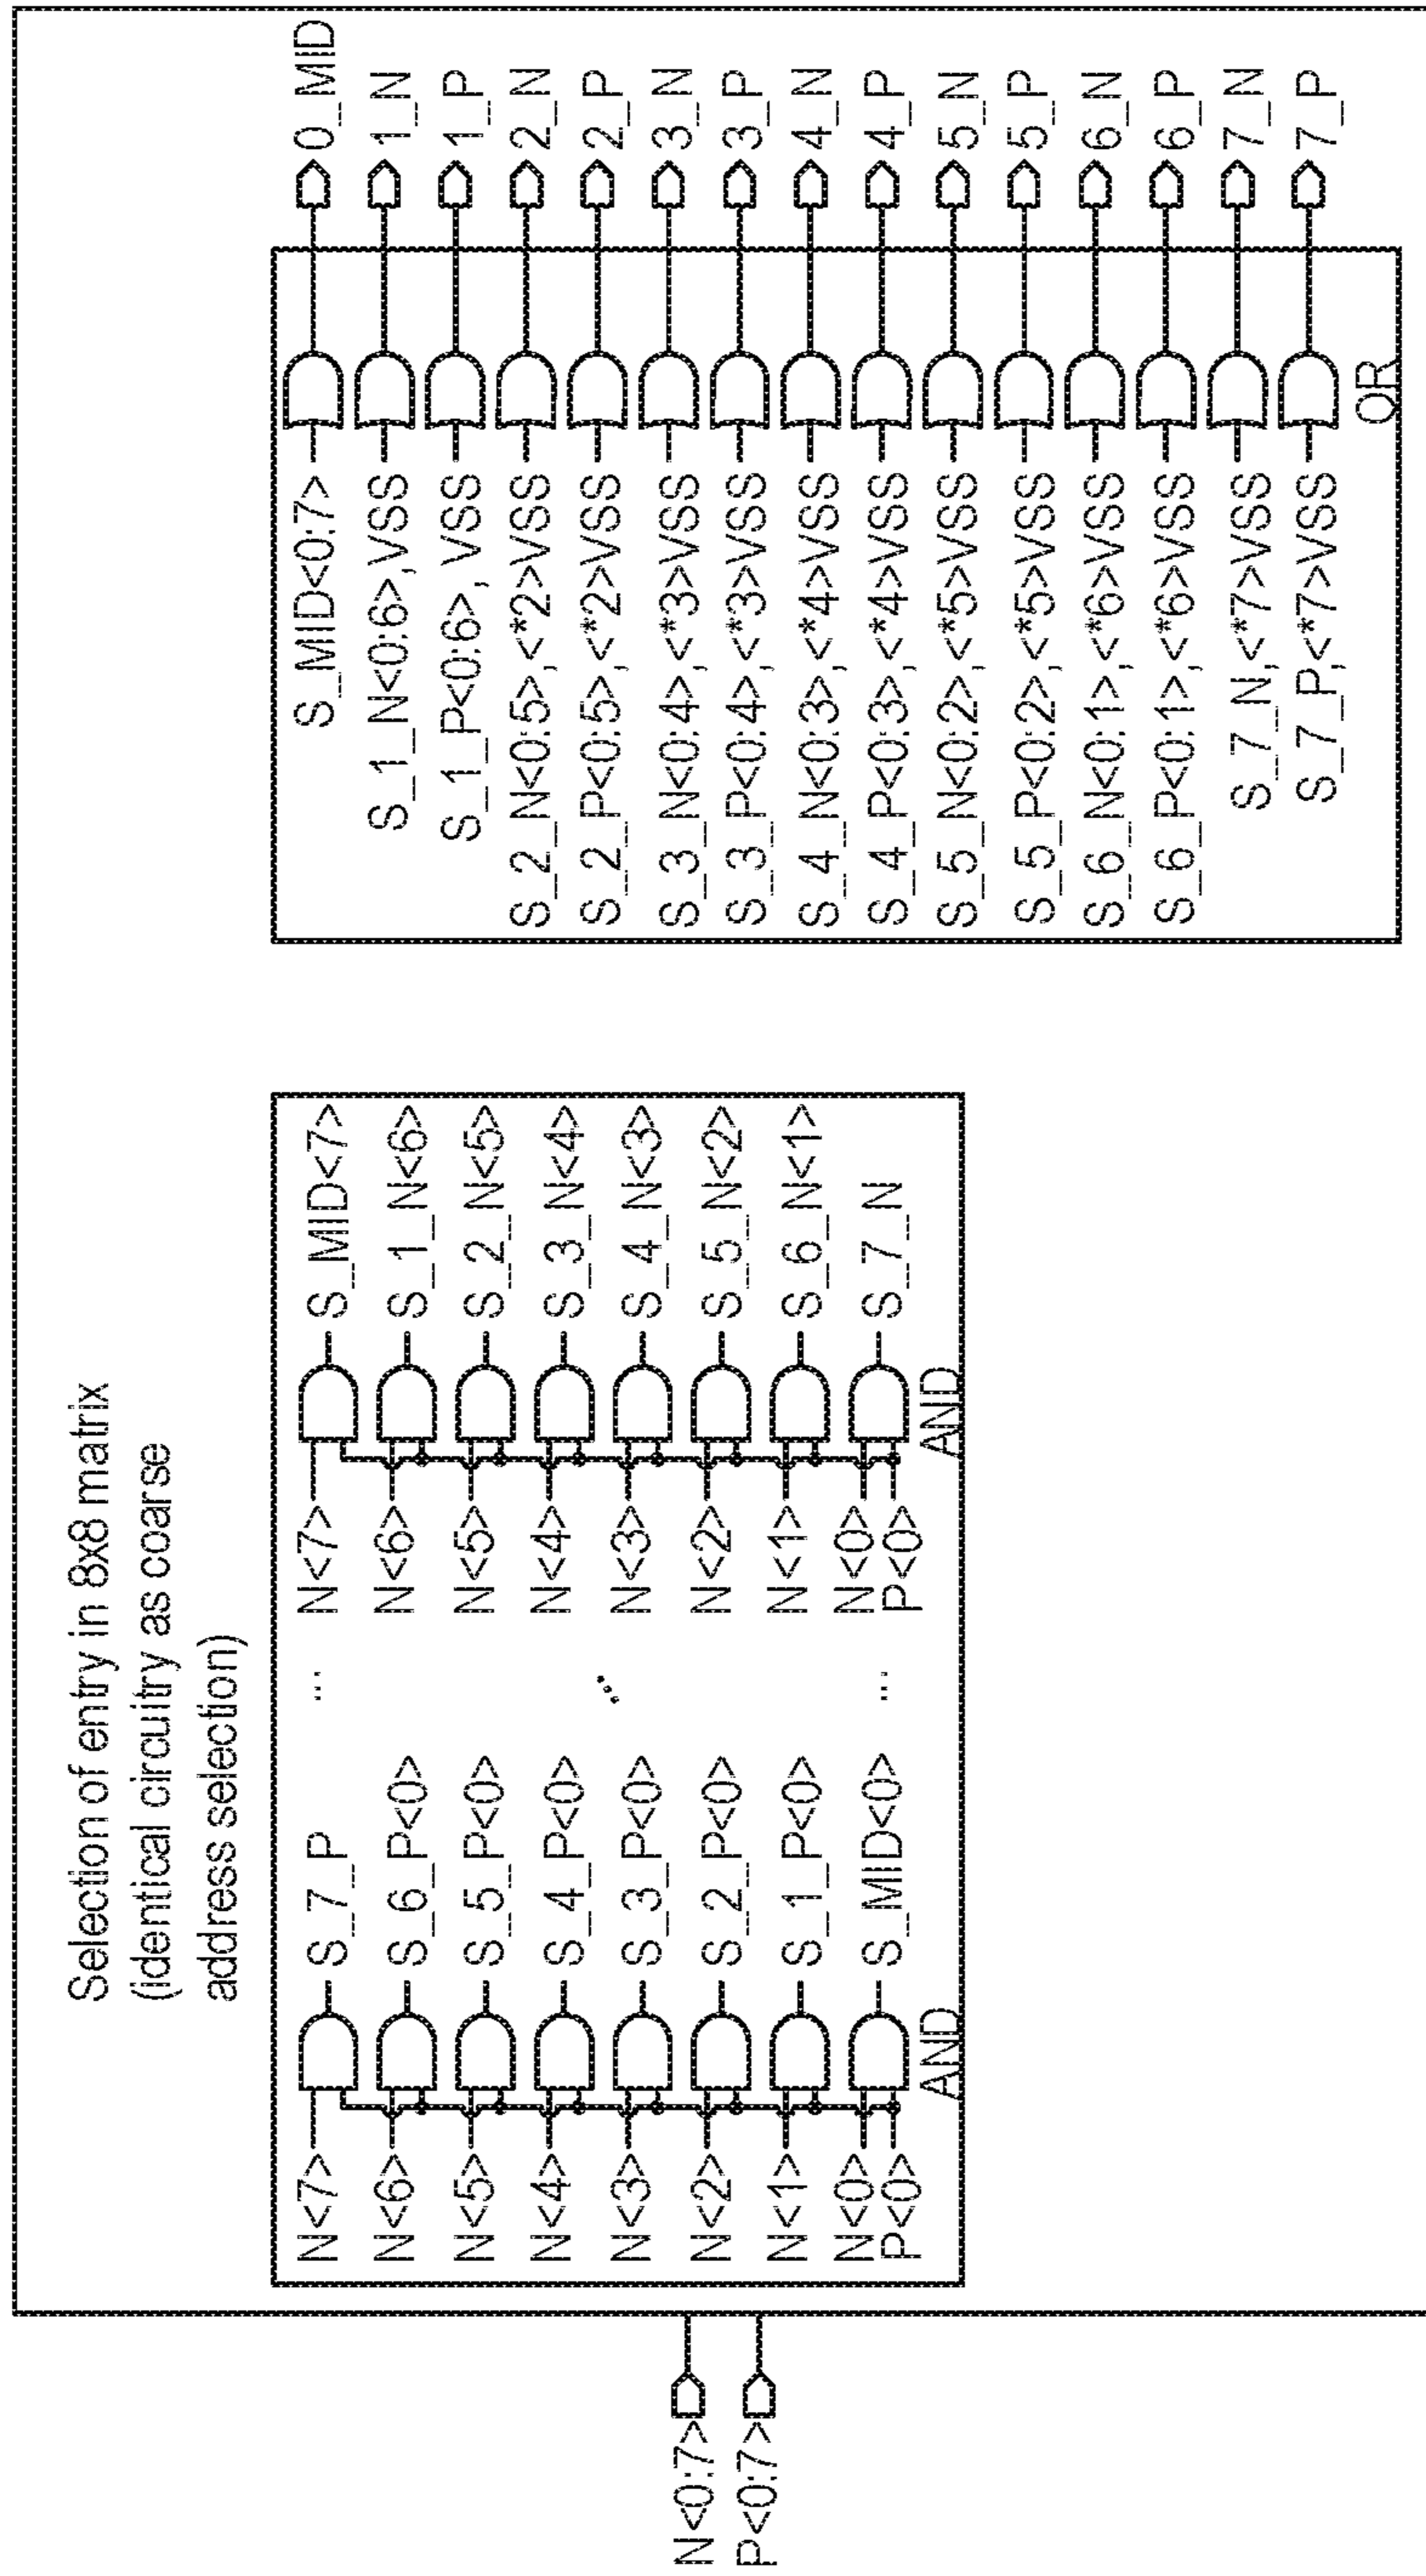 Selection of entry in 8x8 matrix
(identical circuitry as coarse
address selection)
N<0:7>
P<0:7>
N<7>
N<6>
N<5>
N<4>
N<3>
N<2>
N<1>
N<0>
P<0>
AND
S_7_P
S_6_P<0>
S_5_P<0>
S_4_P<0>
S_3_P<0>
S_2_P<0>
S_1_P<0>
S_MID<0>
...
...
...
N<7>
N<6>
N<5>
N<4>
N<3>
N<2>
N<1>
N<0>
P<0>
AND
S_MID<7>
S_1_N<6>
S_2_N<5>
S_3_N<4>
S_4_N<3>
S_5_N<2>
S_6_N<1>
S_7_N
S_MID<0:7>
S_1_N<0:6>,VSS
S_1_P<0:6>, VSS
S_2_N<0:5>,<*2>VSS
S_2_P<0:5>,<*2>VSS
S_3_N<0:4>,<*3>VSS
S_3_P<0:4>,<*3>VSS
S_4_N<0:3>,<*4>VSS
S_4_P<0:3>,<*4>VSS
S_5_N<0:2>,<*5>VSS
S_5_P<0:2>,<*5>VSS
S_6_N<0:1>,<*6>VSS
S_6_P<0:1>,<*6>VSS
S_7_N,<*7>VSS
S_7_P,<*7>VSS
OR
0_MID
1_N
1_P
2_N
2_P
3_N
3_P
4_N
4_P
5_N
5_P
6_N
6_P
7_N
7_P